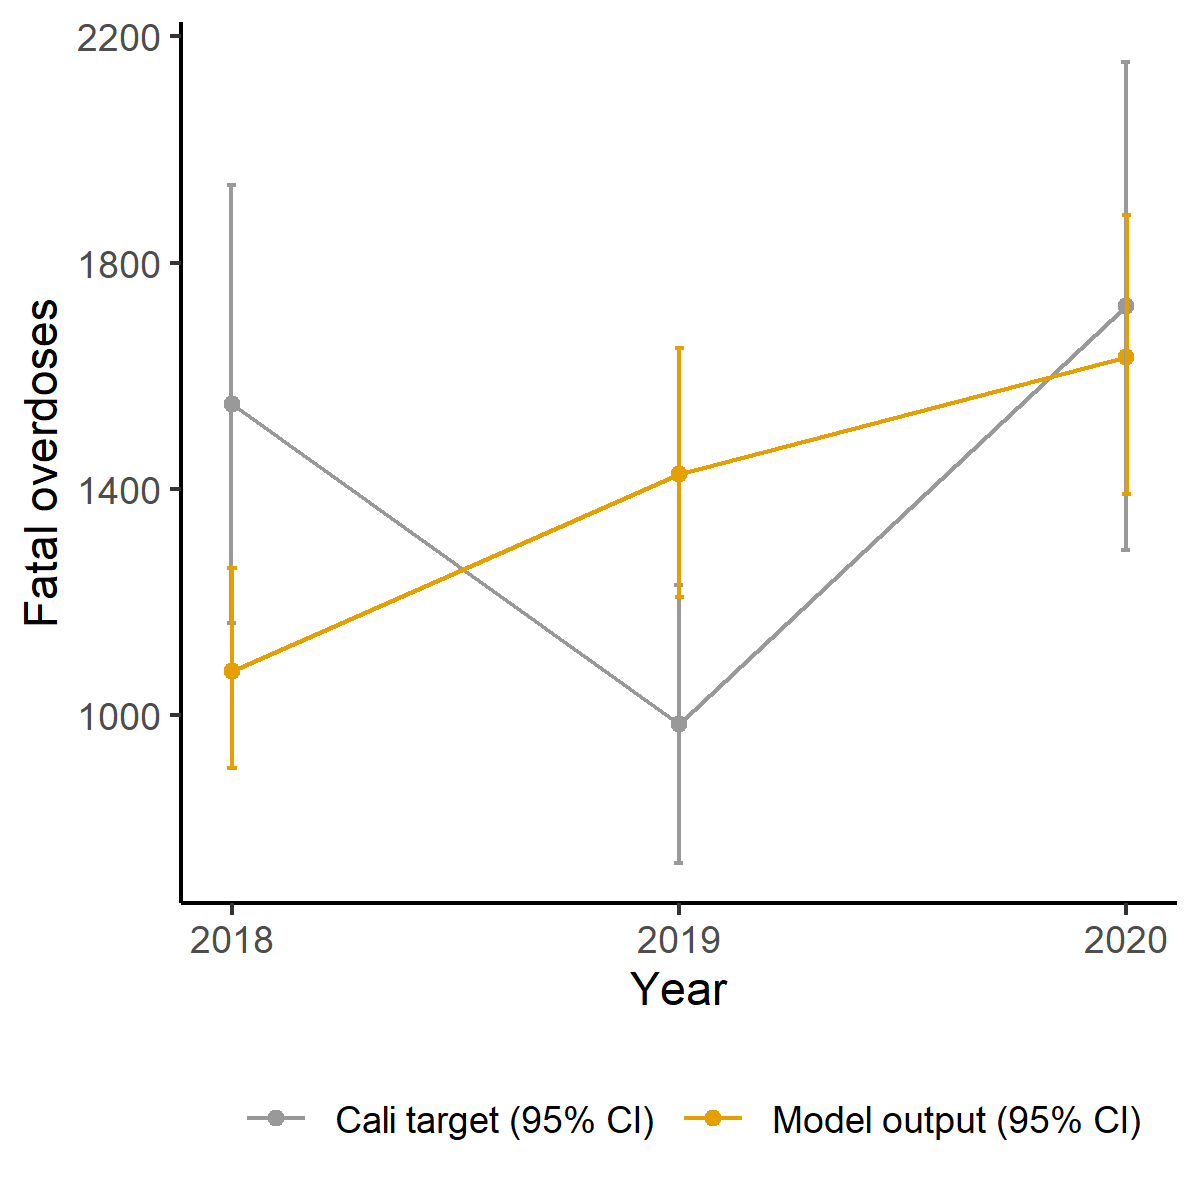 2200
1800
1400
1000
Fatal overdoses
2018 2019 2020
Year
Cali target (95% CI) Model output (95% CI)